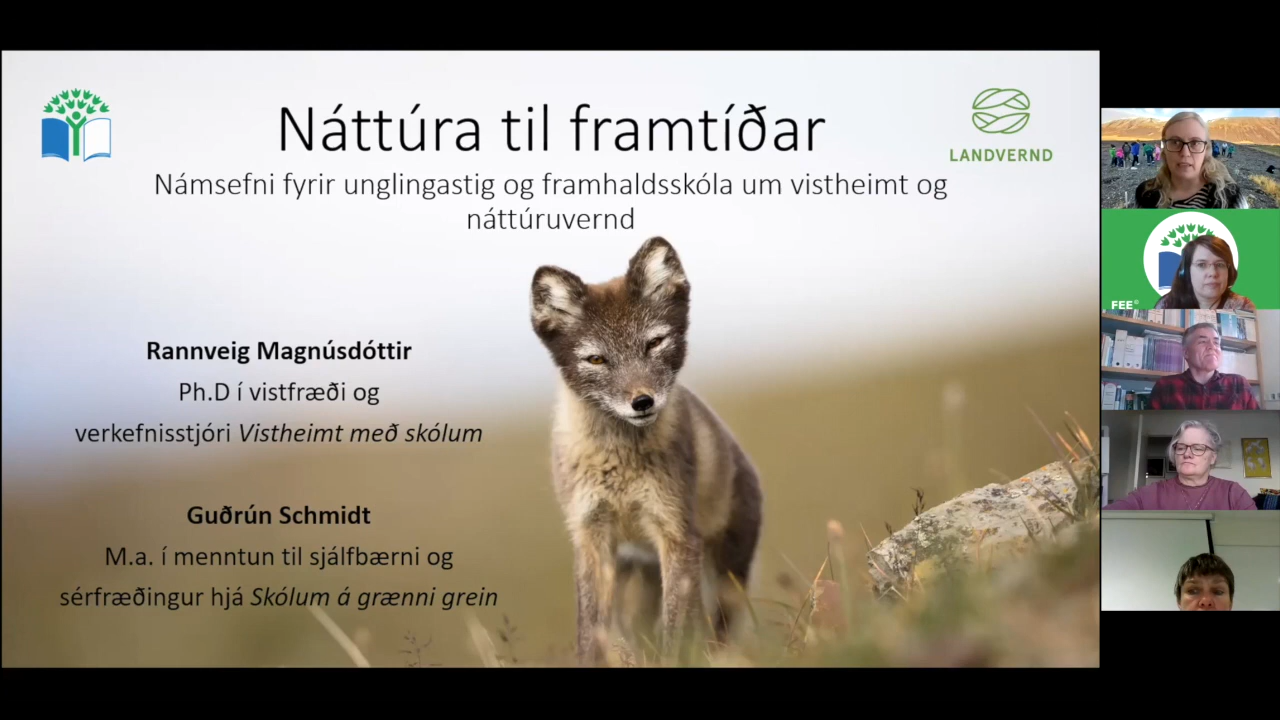 Náttúra til framtíðar
LANDVERND
Námsefni fyrir unglingastig og framhaldsskóla um vistheimt og
náttúruvernd
Rannveig Magnúsdóttir
Ph.D í vistfræði og
verkefnisstjóri Vistheimt með skólum
Guðrún Schmidt
M.a. í menntun til sjálfbærni og
sérfræðingur hjá Skólum á grænni grein
FEE®